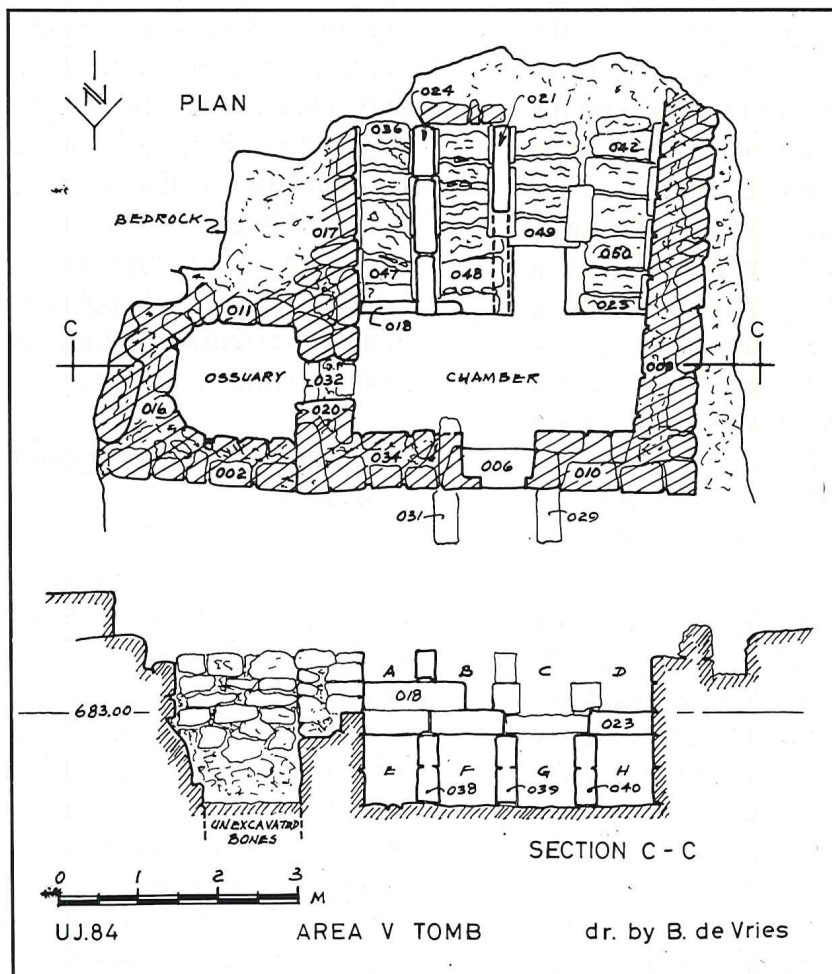 N
PLAN
024
021
036
042
BEDROCK
017
049
050
047
048
023
?
018
011
C
C
OSSUARY
G.P.
032
CHAMBER
008
016
020
034
006
010
002
031
029
A
B
C
D
018
683.00
023
E
F
G
H
038
039
040
UNEXCAVATED
BONES
SECTION C-C
0 1 2 3
M
UJ.84 AREA V TOMB dr. by B. de Vries